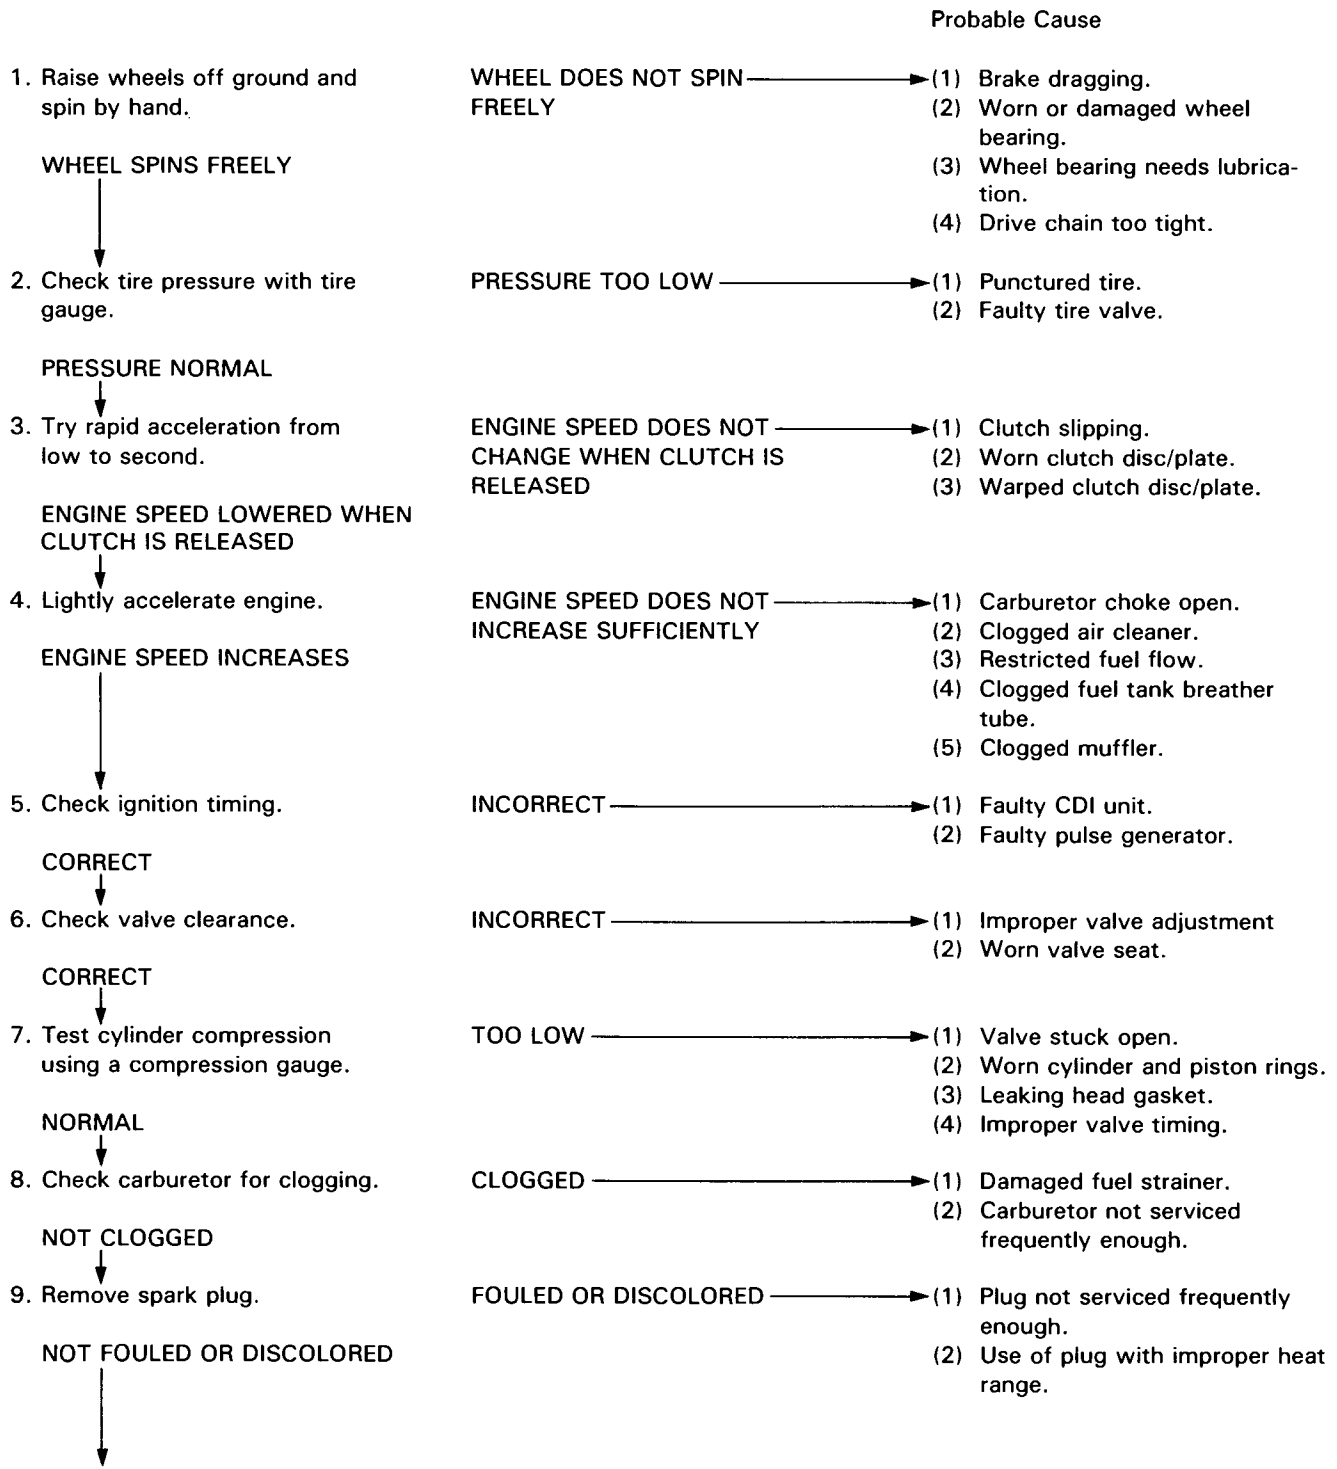 Probable Cause
1. Raise wheels off ground and
spin by hand.
WHEEL DOES NOT SPIN
FREELY
(1) Brake dragging.
(2) Worn or damaged wheel
bearing.
(3) Wheel bearing needs lubrica-
tion.
(4) Drive chain too tight.
WHEEL SPINS FREELY
2. Check tire pressure with tire
gauge.
PRESSURE TOO LOW
(1) Punctured tire.
(2) Faulty tire valve.
PRESSURE NORMAL
3. Try rapid acceleration from
low to second.
ENGINE SPEED DOES NOT
CHANGE WHEN CLUTCH IS
RELEASED
(1) Clutch slipping.
(2) Worn clutch disc/plate.
(3) Warped clutch disc/plate.
ENGINE SPEED LOWERED WHEN
CLUTCH IS RELEASED
4. Lightly accelerate engine.
ENGINE SPEED DOES NOT
INCREASE SUFFICIENTLY
(1) Carburetor choke open.
(2) Clogged air cleaner.
(3) Restricted fuel flow.
(4) Clogged fuel tank breather
tube.
(5) Clogged muffler.
ENGINE SPEED INCREASES
5. Check ignition timing.
INCORRECT
(1) Faulty CDI unit.
(2) Faulty pulse generator.
CORRECT
6. Check valve clearance.
INCORRECT
(1) Improper valve adjustment
(2) Worn valve seat.
CORRECT
7. Test cylinder compression
using a compression gauge.
TOO LOW
(1) Valve stuck open.
(2) Worn cylinder and piston rings.
(3) Leaking head gasket.
(4) Improper valve timing.
NORMAL
8. Check carburetor for clogging.
CLOGGED
(1) Damaged fuel strainer.
(2) Carburetor not serviced
frequently enough.
NOT CLOGGED
9. Remove spark plug.
FOULED OR DISCOLORED
(1) Plug not serviced frequently
enough.
(2) Use of plug with improper heat
range.
NOT FOULED OR DISCOLORED